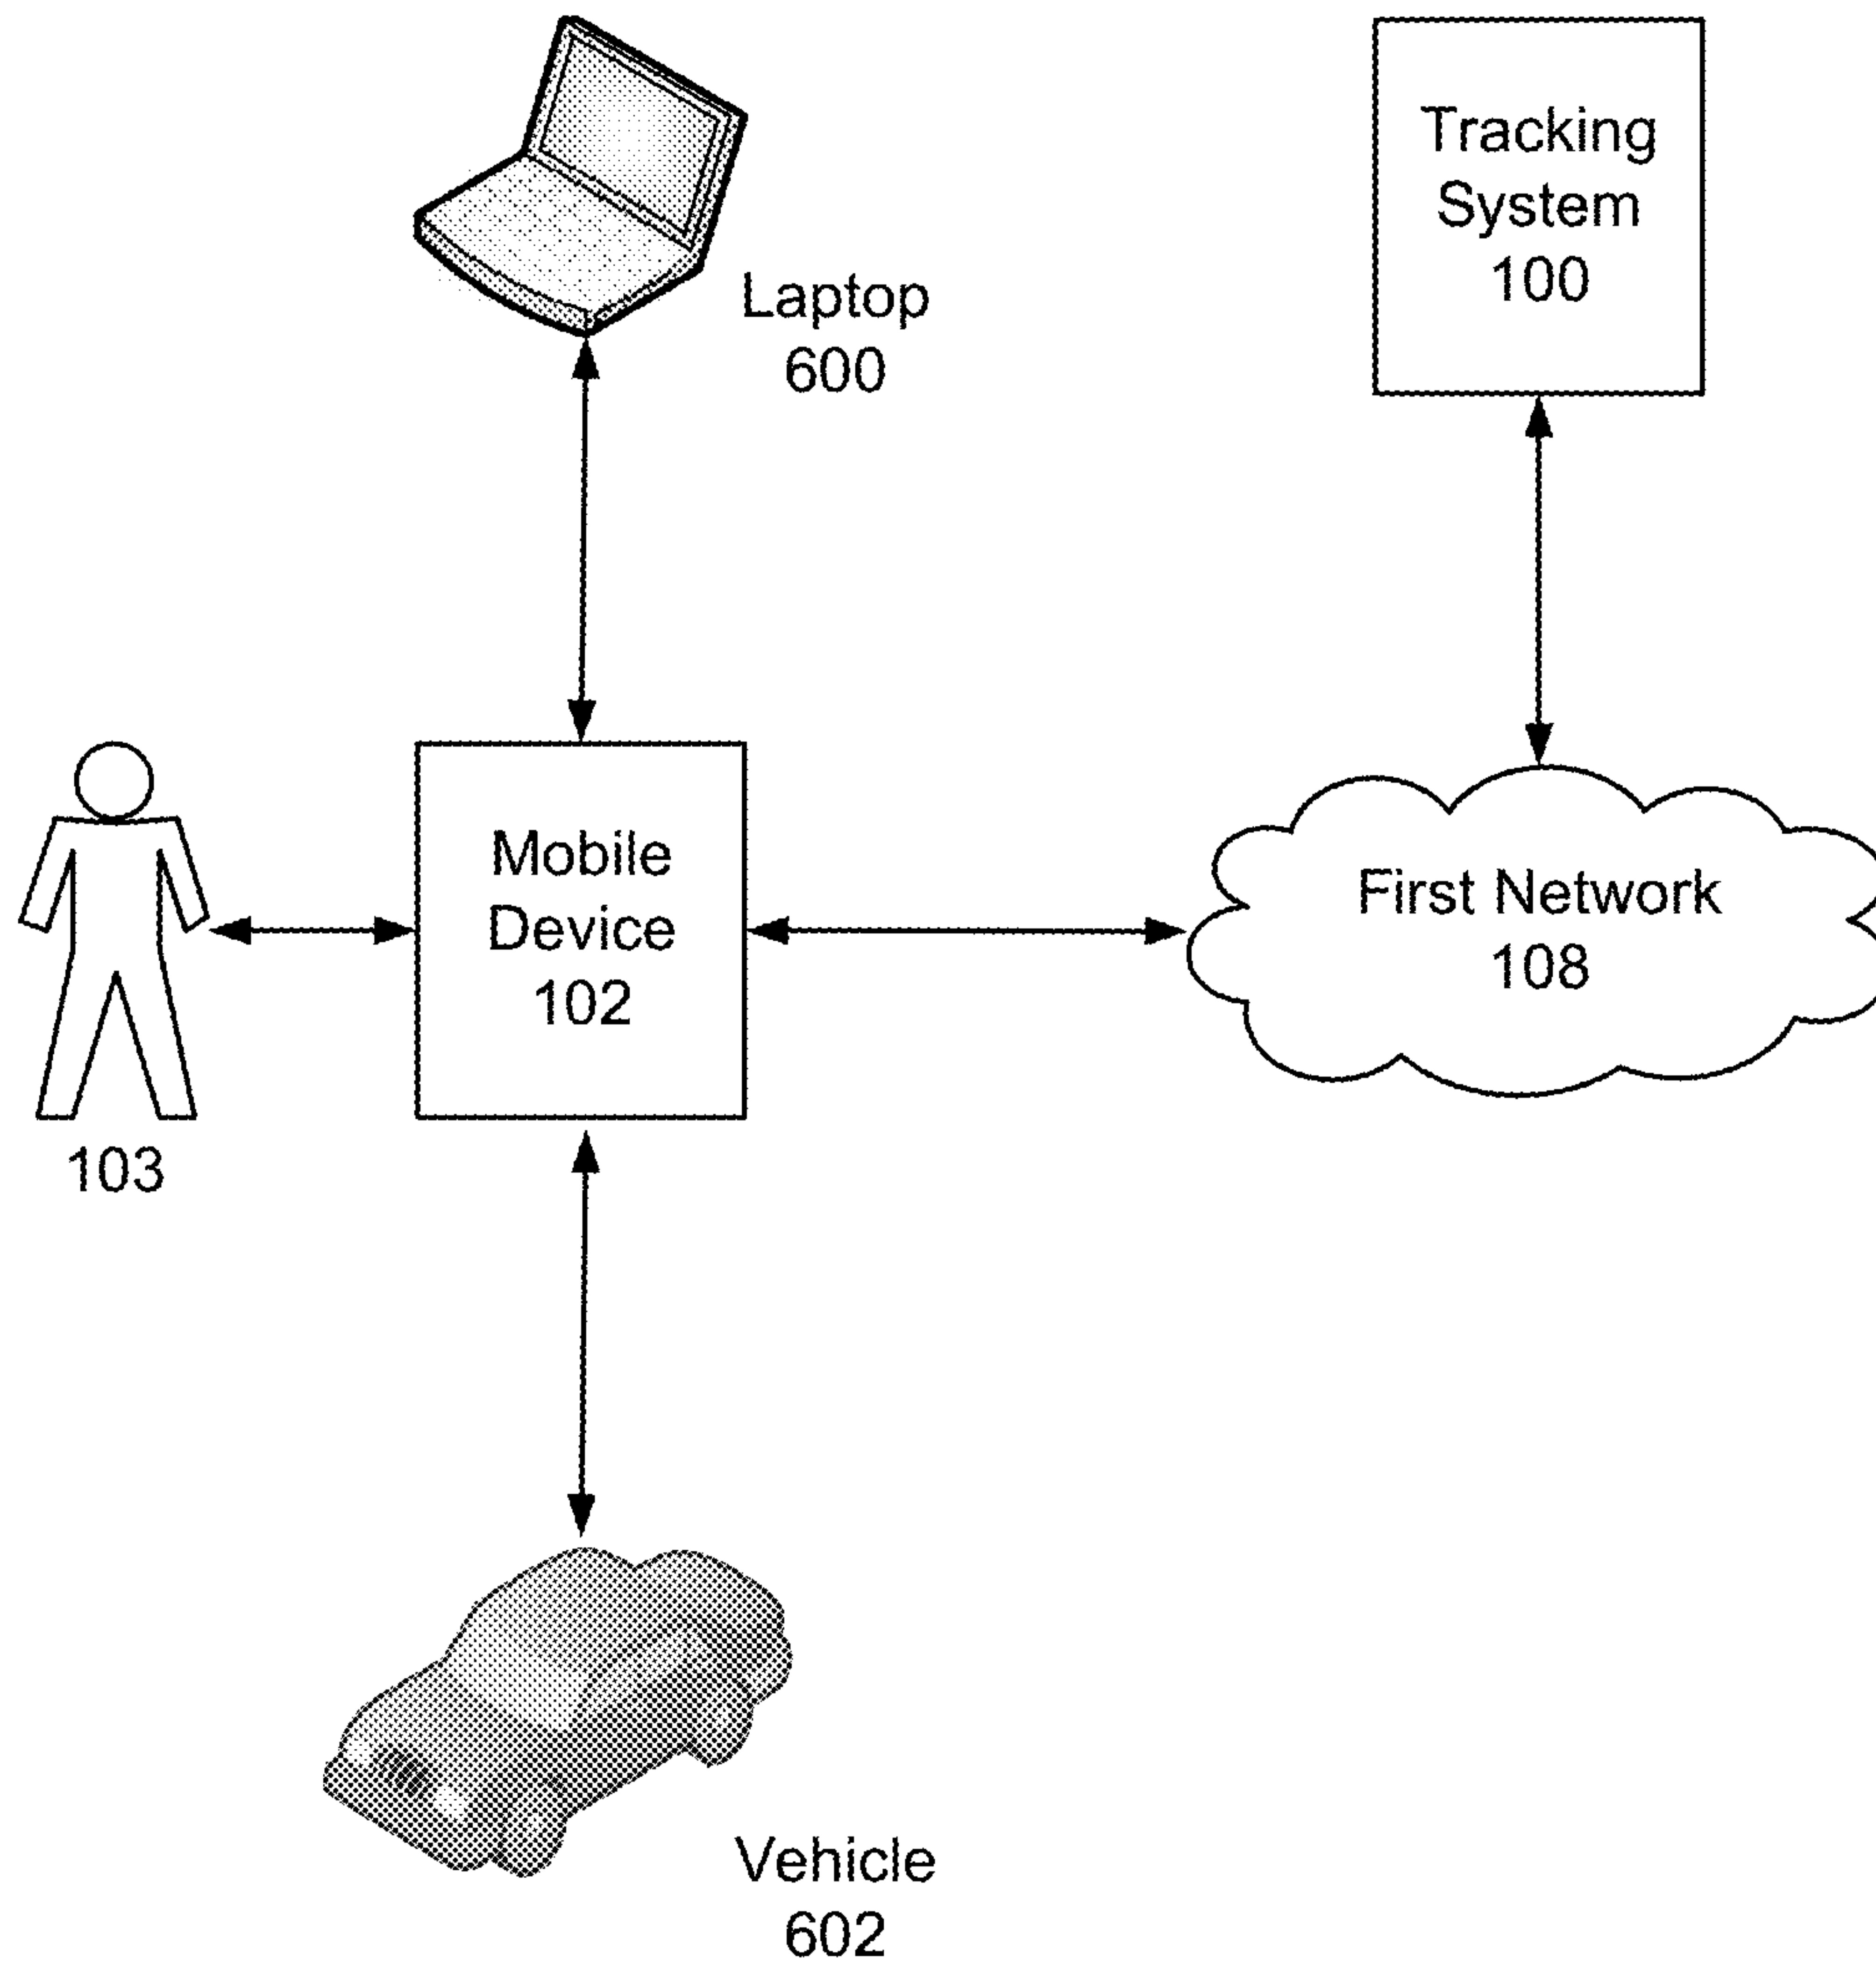 Laptop
600
Tracking
System
100
Mobile
Device
102
First Network
108
103
Vehicle
602